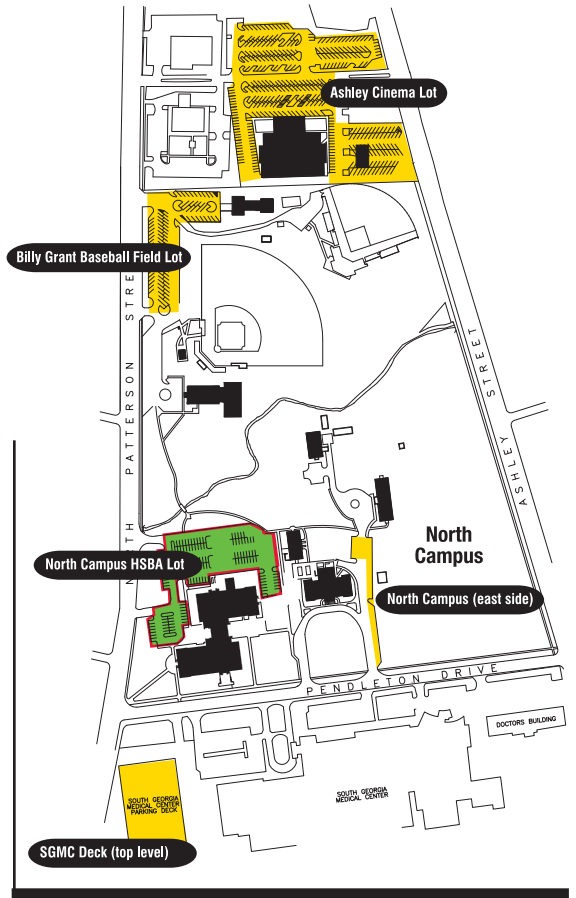 Ashley Cinema Lot
Billy Grant Baseball Field Lot
NORTH PATTERSON STREET
ASHLEY STREET
North
Campus
North Campus HSBA Lot
North Campus (east side)
PENDLETON DRIVE
DOCTORS BUILDING
SOUTH GEORGIA
MEDICAL CENTER
PARKING DECK
SOUTH GEORGIA
MEDICAL CENTER
SGMC Deck (top level)